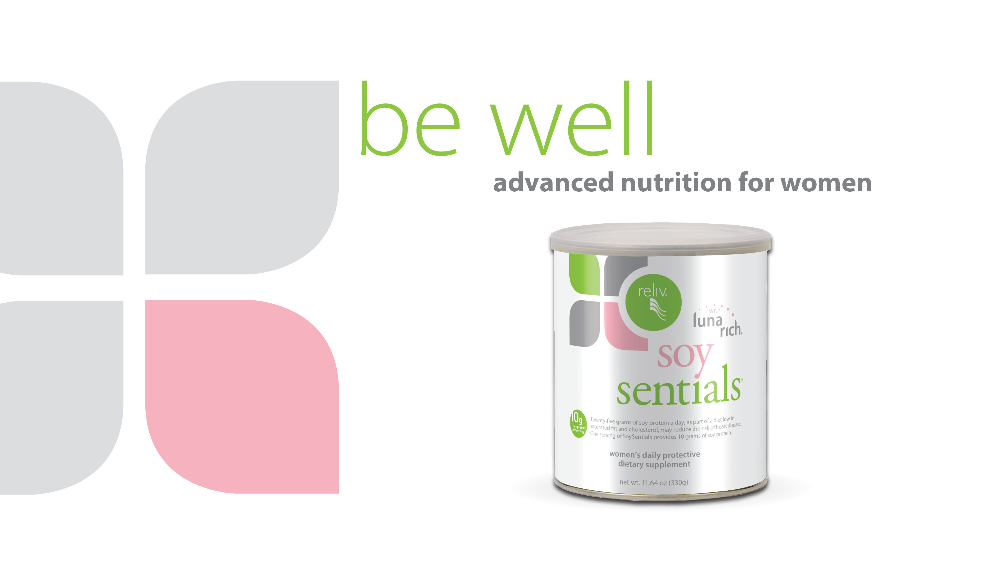 be well
advanced nutrition for women
reliv®
with
luna
rich®
soy
sentials®
10g
soy protein
per serving
Twenty-five grams of soy protein a day, as part of a diet low in
saturated fat and cholesterol, may reduce the risk of heart disease.
One serving of SoySentials provides 10 grams of soy protein.
women's daily protective
dietary supplement
net wt. 11.64 oz (330g)